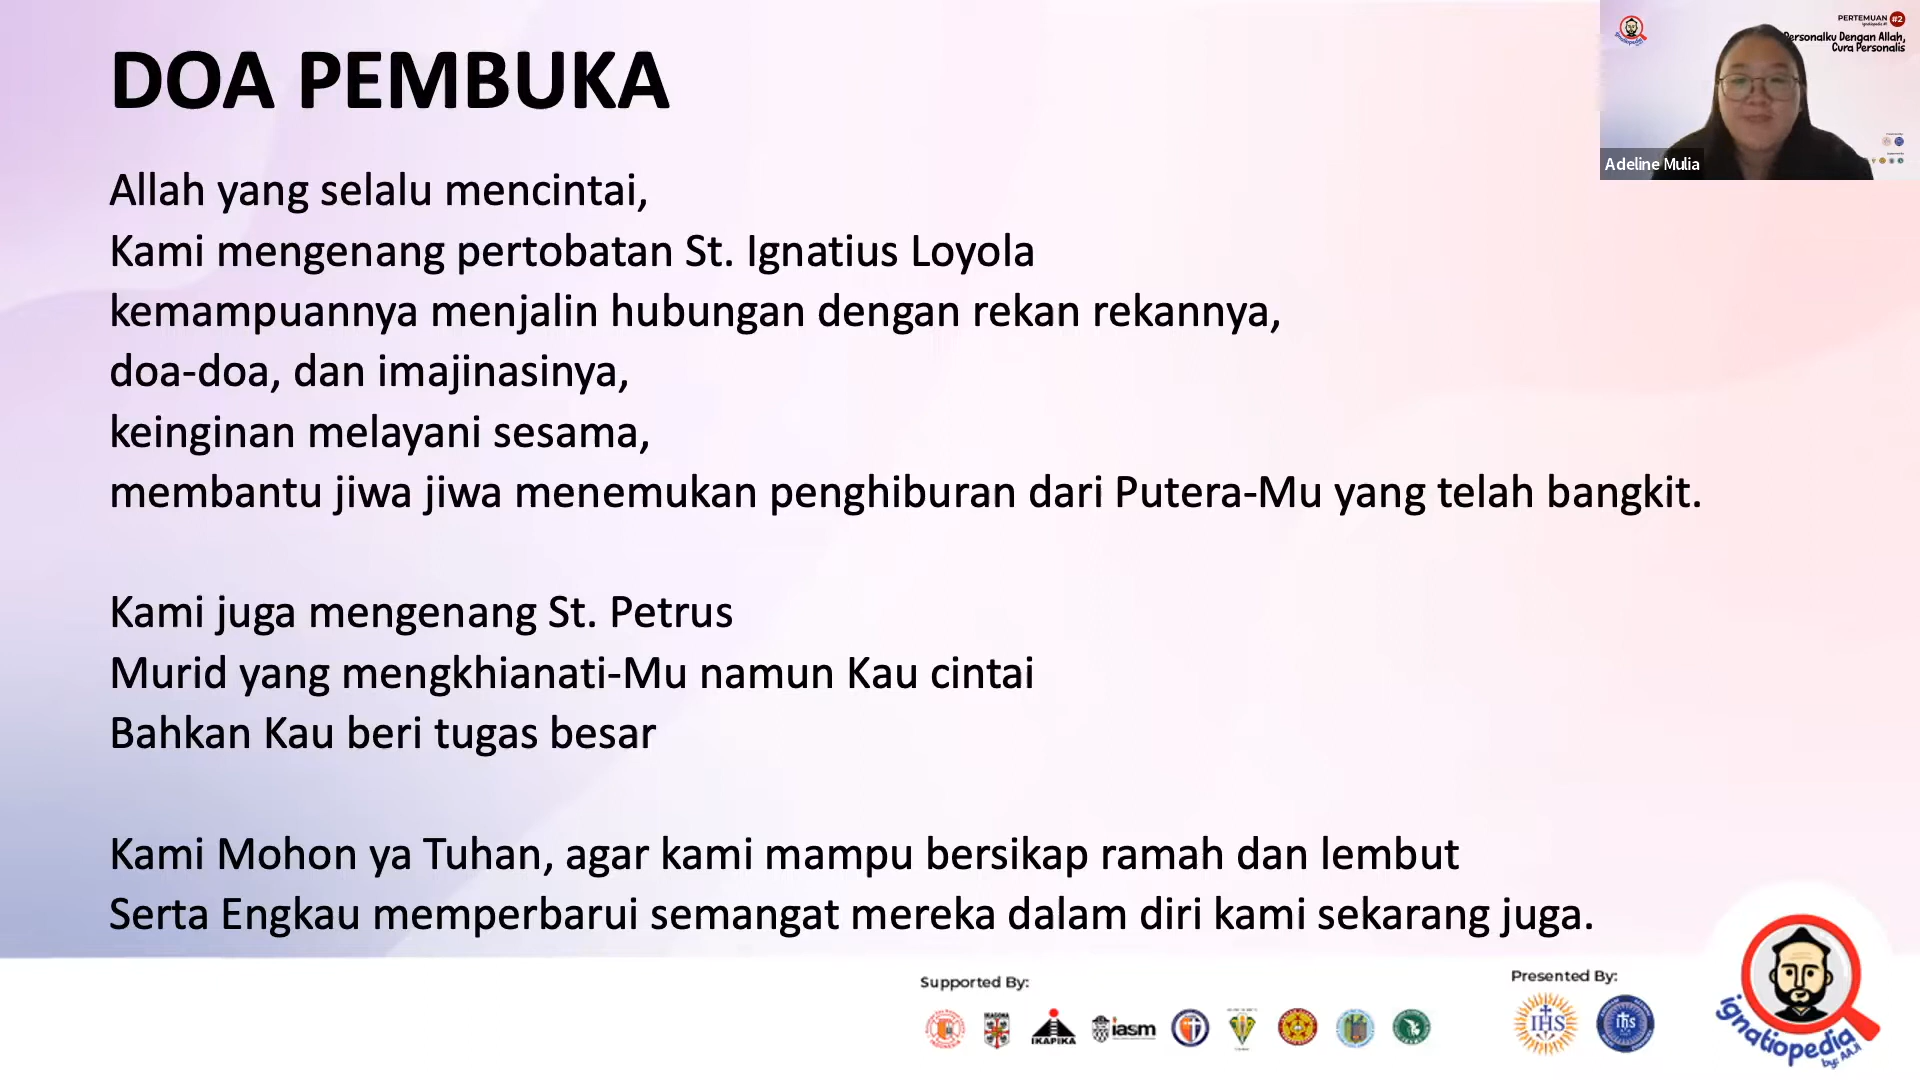 DOA PEMBUKA
Allah yang selalu mencintai,
Kami mengenang pertobatan St. Ignatius Loyola
kemampuannya menjalin hubungan dengan rekan rekannya,
doa-doa, dan imajinasinya,
keinginan melayani sesama,
membantu jiwa jiwa menemukan penghiburan dari Putera-Mu yang telah bangkit.
Kami juga mengenang St. Petrus
Murid yang mengkhianati-Mu namun Kau cintai
Bahkan Kau beri tugas besar
Kami Mohon ya Tuhan, agar kami mampu bersikap ramah dan lembut
Serta Engkau memperbarui semangat mereka dalam diri kami sekarang juga.
PERTEMUAN #2
Personalku Dengan Allah,
Cura Personalis
Adeline Mulia
Supported By:
IKAPIKA
iasm
Presented By:
IHS
ihs
ignatiopedia
by: AAJI